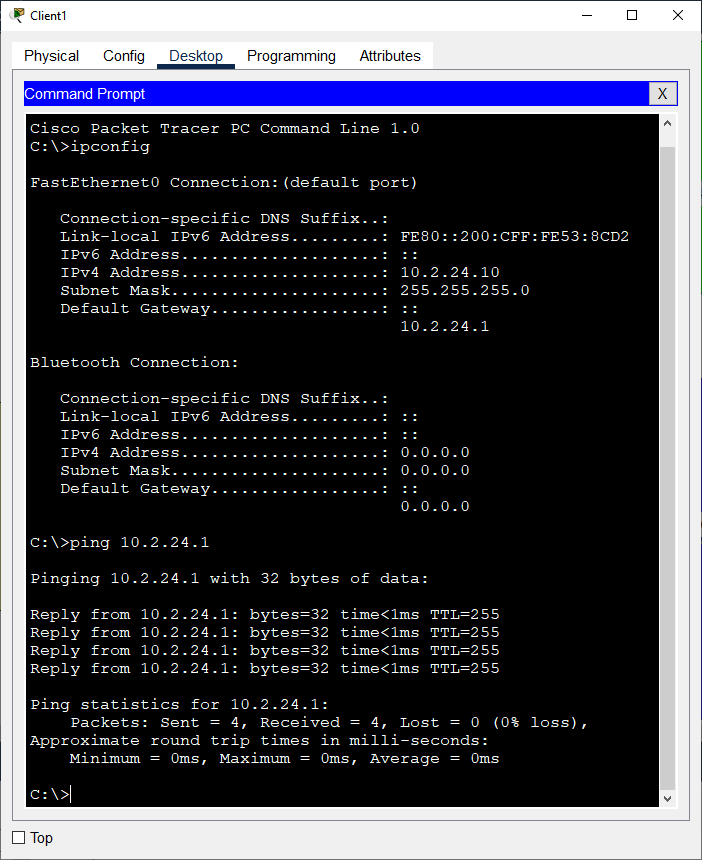 Client1
Physical Config Desktop Programming Attributes
Command Prompt X
Cisco Packet Tracer PC Command Line 1.0
C:\>ipconfig
FastEthernet0 Connection:(default port)
Connection-specific DNS Suffix..:
Link-local IPv6 Address.........: FE80::200:CFF:FE53:8CD2
IPv6 Address....................: ::
IPv4 Address....................: 10.2.24.10
Subnet Mask.....................: 255.255.255.0
Default Gateway.................: ::
10.2.24.1
Bluetooth Connection:
Connection-specific DNS Suffix..:
Link-local IPv6 Address.........: ::
IPv6 Address....................: ::
IPv4 Address....................: 0.0.0.0
Subnet Mask.....................: 0.0.0.0
Default Gateway.................: ::
0.0.0.0
C:\>ping 10.2.24.1
Pinging 10.2.24.1 with 32 bytes of data:
Reply from 10.2.24.1: bytes=32 time<1ms TTL=255
Reply from 10.2.24.1: bytes=32 time<1ms TTL=255
Reply from 10.2.24.1: bytes=32 time<1ms TTL=255
Reply from 10.2.24.1: bytes=32 time<1ms TTL=255
Ping statistics for 10.2.24.1:
Packets: Sent = 4, Received = 4, Lost = 0 (0% loss),
Approximate round trip times in milli-seconds:
Minimum = 0ms, Maximum = 0ms, Average = 0ms
C:\>
Top